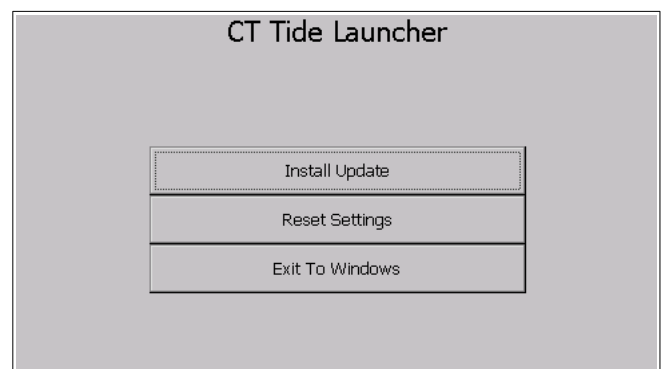 CT Tide Launcher
Install Update
Reset Settings
Exit To Windows